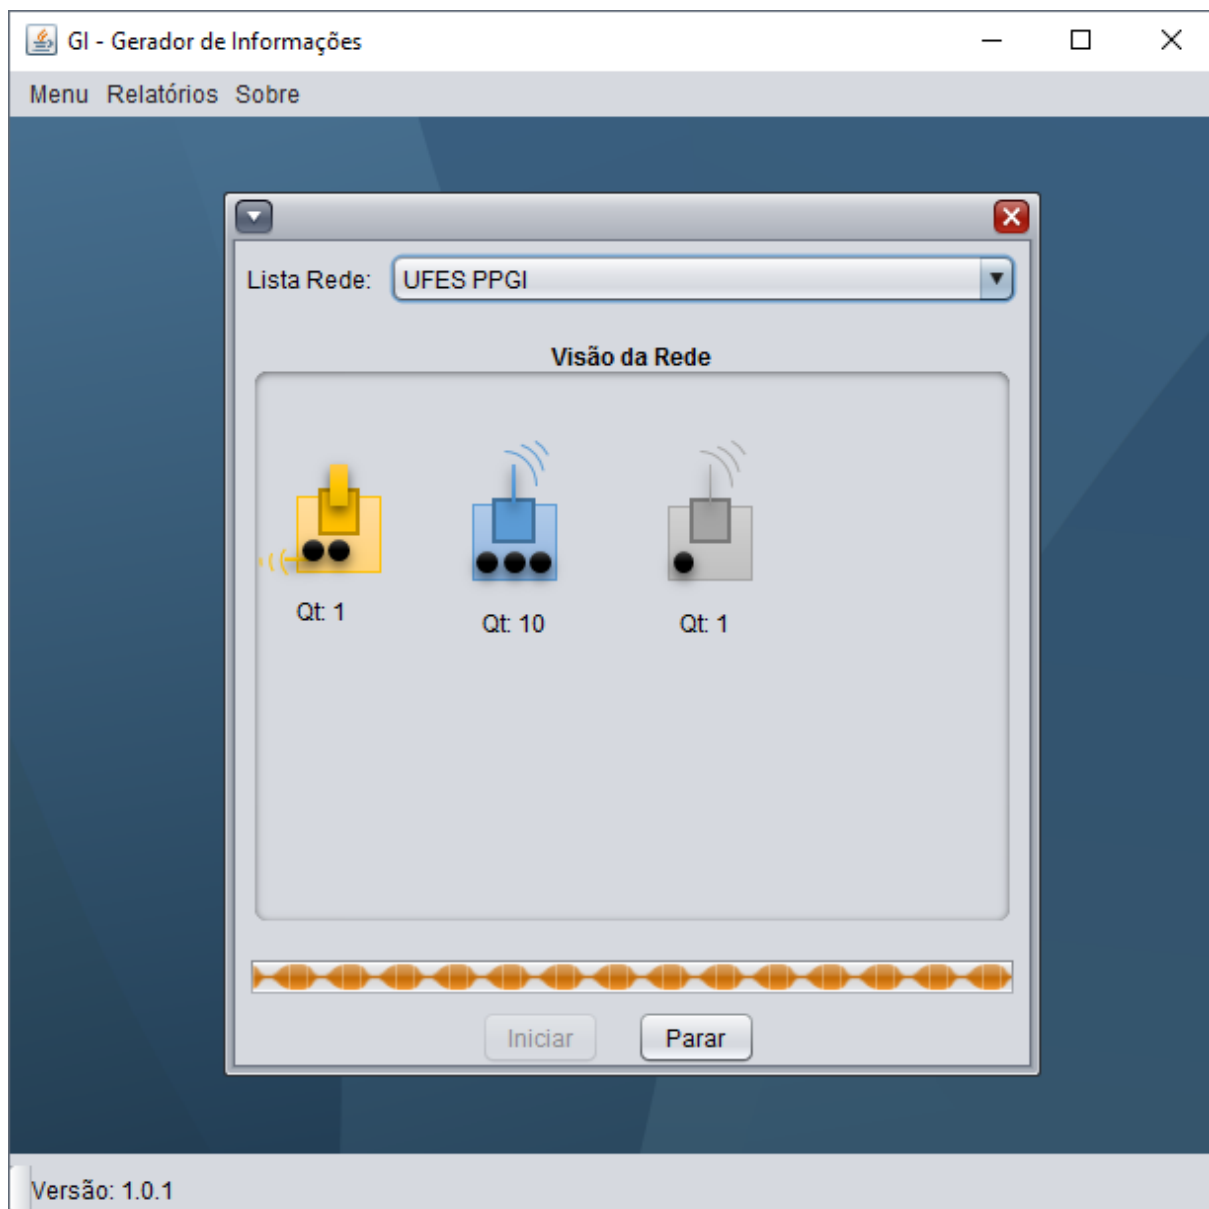 GI - Gerador de Informações
Menu Relatórios Sobre
Lista Rede: UFES PPGI
Visão da Rede
Qt: 1
Qt: 10
Qt: 1
Iniciar Parar
Versão: 1.0.1